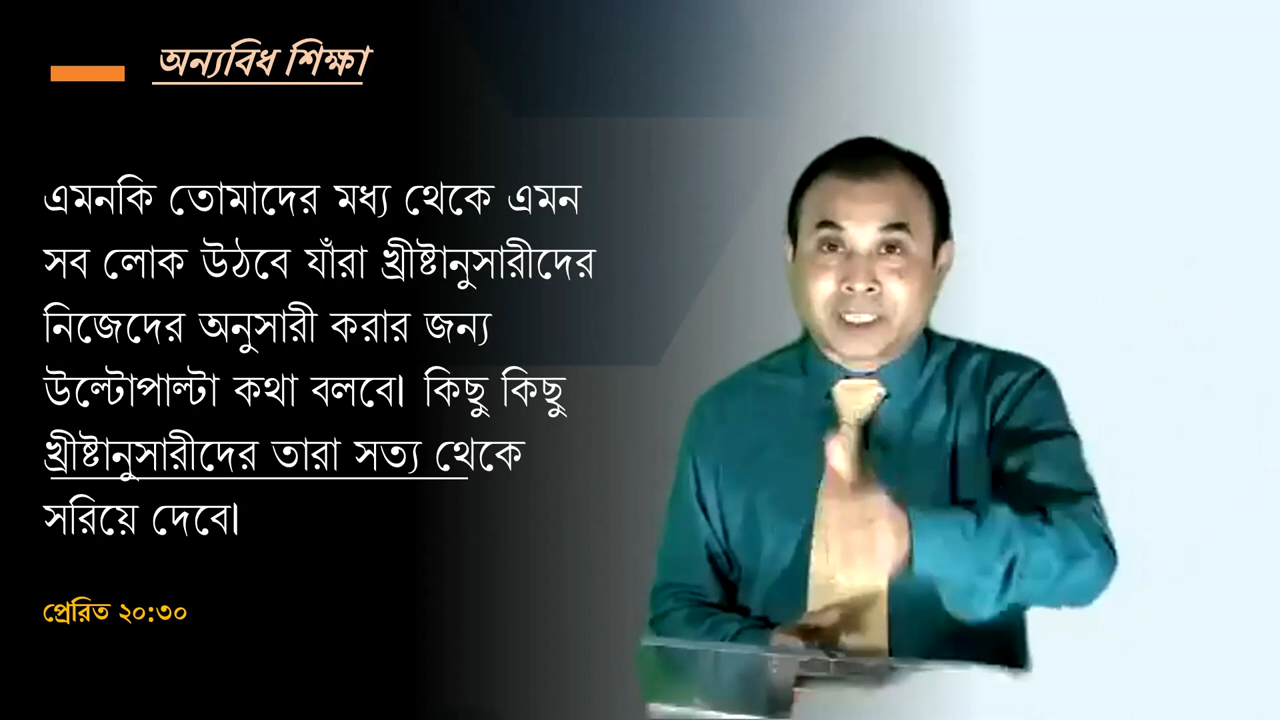 অন্যবিধ শিক্ষা
এমনকি তোমাদের মধ্য থেকে এমন
সব লোক উঠবে যাঁরা খ্রীষ্টানুসারীদের
নিজেদের অনুসারী করার জন্য
উল্টোপাল্টা কথা বলবে। কিছু কিছু
খ্রীষ্টানুসারীদের তারা সত্য থেকে
সরিয়ে দেবে।
প্রেরিত ২০:৩০